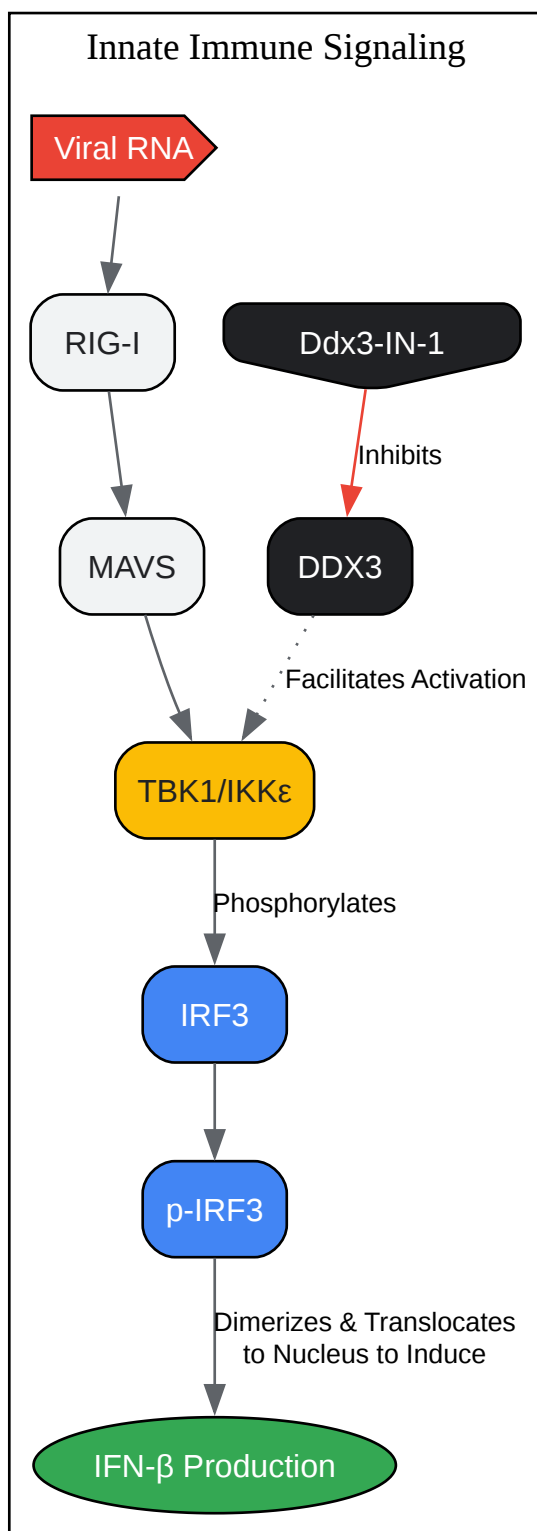 Innate Immune Signaling
Viral RNA
RIG-I
Ddx3-IN-1
Inhibits
MAVS
DDX3
Facilitates Activation
TBK1/IKKε
Phosphorylates
IRF3
p-IRF3
Dimerizes & Translocates
to Nucleus to Induce
IFN-β Production